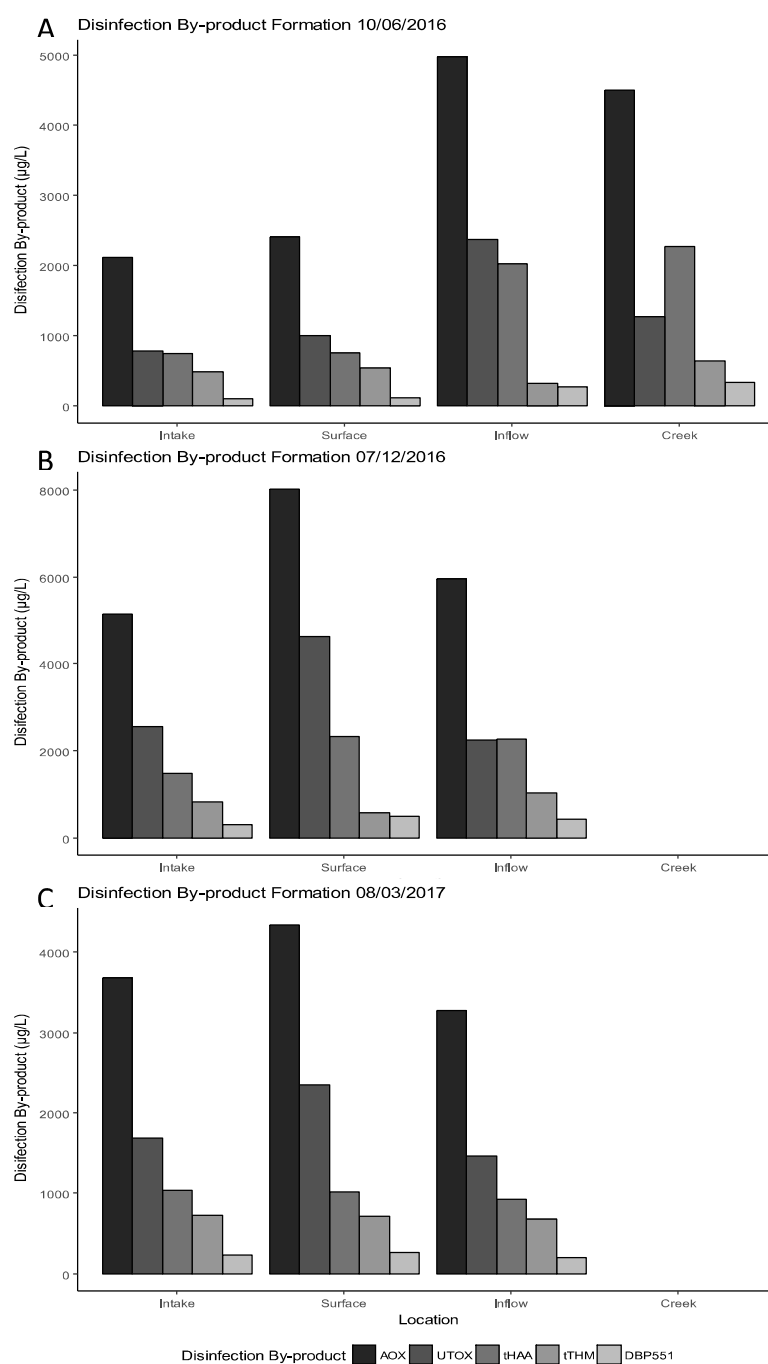 A Disinfection By-product Formation 10/06/2016
Disifection By-product (µg/L)
5000
4000
3000
2000
1000
0
Intake Surface Inflow Creek
B Disinfection By-product Formation 07/12/2016
Disifection By-product (µg/L)
8000
6000
4000
2000
0
Intake Surface Inflow Creek
C Disinfection By-product Formation 08/03/2017
Disifection By-product (µg/L)
4000
3000
2000
1000
0
Intake Surface Inflow Creek
Location
Disinfection By-product AOX UTOX tHAA tTHM DBP551